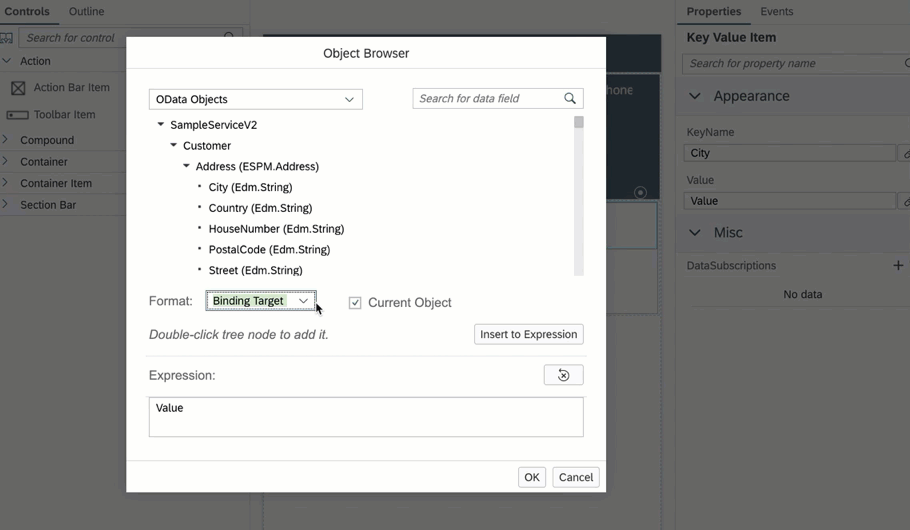 Controls
Outline
Search for control
Action
Action Bar Item
Toolbar Item
Compound
Container
Container Item
Section Bar
Object Browser
OData Objects
Search for data field
SampleServiceV2
Customer
Address (ESPM.Address)
City (Edm.String)
Country (Edm.String)
HouseNumber (Edm.String)
PostalCode (Edm.String)
Street (Edm.String)
Format:
Binding Target
Current Object
Double-click tree node to add it.
Insert to Expression
Expression:
Value
OK
Cancel
hone
Properties
Events
Key Value Item
Search for property name
Appearance
KeyName
City
Value
Value
Misc
DataSubscriptions
No data